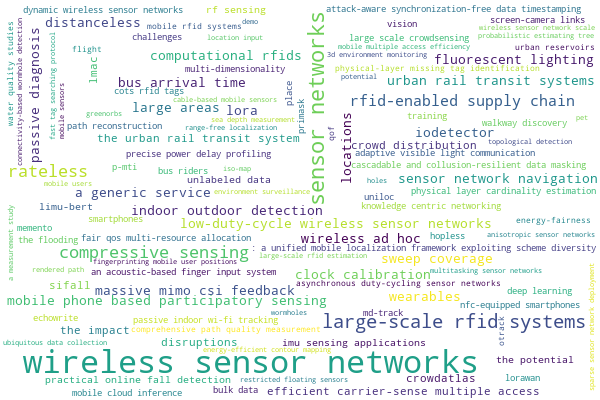 dynamic wireless sensor networks
rf sensing
attack-aware synchronization-free data timestamping
distanceless
mobile rfid systems
demo
vision
screen-camera links
wireless sensor network scale
challenges
location input
large scale crowdsensing
probabilistic estimating tree
flight
computational rfids
mobile multiple access efficiency
urban reservoirs
3d environment monitoring
fluorescent lighting
multi-dimensionality
physical-layer missing tag identification
bus arrival time
potential
urban rail transit systems
cots rfid tags
cable-based mobile sensors
large areas
lora
rfid-enabled supply chain
greenorbs
sea depth measurement
training
pet
path reconstruction
range-free localization
iodetector
walkway discovery
the urban rail transit system
crowd distribution
topological detection
precise power delay profiling
adaptive visible light communication
rateless
p-mti
bus riders
iso-map
cascadable and collusion-resilient data masking
mobile users
unlabeled data
holes
sensor network navigation
a generic service
environment surveillance
uniloc
physical layer cardinality estimation
limu-bert
indoor outdoor detection
knowledge centric networking
smartphones
low-duty-cycle wireless sensor networks
energy-fairness
memento
the flooding
fair qos multi-resource allocation
wireless ad hoc
hopless
anisotropic sensor networks
compressive sensing
: a unified mobile localization framework exploiting scheme diversity
fingerprinting mobile user positions
large-scale rfid estimation
sweep coverage
rendered path
an acoustic-based finger input system
clock calibration
multitasking sensor networks
sifall
massive mimo csi feedback
asynchronous duty-cycling sensor networks
deep learning
mobile phone based participatory sensing
wearables
nfc-equipped smartphones
wormholes
md-track
echowrite
passive indoor wi-fi tracking
large-scale rfid systems
the impact
comprehensive path quality measurement
ubiquitous data collection
disruptions
imu sensing applications
energy-efficient contour mapping
wireless sensor networks
the potential
practical online fall detection
restricted floating sensors
crowdatlas
lorawan
mobile cloud inference
bulk data
efficient carrier-sense multiple access
water quality studies
connectivity-based wormhole detection
passive diagnosis
fast tag searching protocol
mobile sensors
lmac
place
primask
sensor networks
qof
locations
a measurement study
otrack
sparse sensor network deployment